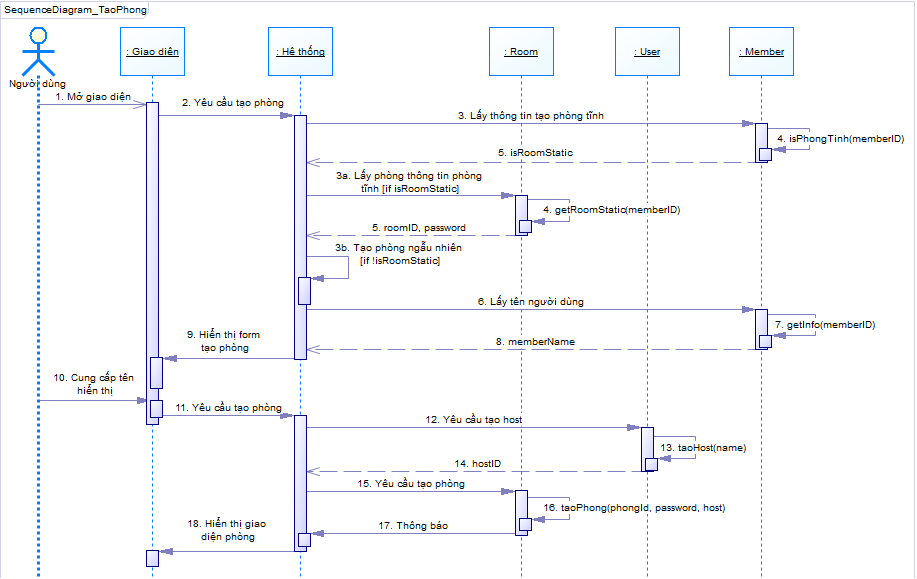 SequenceDiagram_TaoPhong
: Giao diện
: Hệ thống
: Room
: User
: Member
Người dùng
1. Mở giao diện
2. Yêu cầu tạo phòng
3. Lấy thông tin tạo phòng tĩnh
4. isPhongTinh(memberID)
5. isRoomStatic
3a. Lấy phòng thông tin phòng
tĩnh [if isRoomStatic]
4. getRoomStatic(memberID)
5. roomID, password
3b. Tạo phòng ngẫu nhiên
[if !isRoomStatic]
6. Lấy tên người dùng
7. getInfo(memberID)
8. memberName
9. Hiển thị form
tạo phòng
10. Cung cấp tên
hiển thị
11. Yêu cầu tạo phòng
12. Yêu cầu tạo host
13. taoHost(name)
14. hostID
15. Yêu cầu tạo phòng
16. taoPhong(phongId, password, host)
17. Thông báo
18. Hiển thị giao
diện phòng